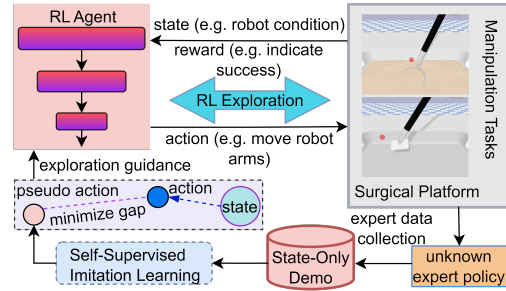 RL Agent
state (e.g. robot condition)
reward (e.g. indicate
success)
RL Exploration
action (e.g. move robot
arms)
Manipulation Tasks
Surgical Platform
exploration guidance
pseudo action
action
minimize gap
state
expert data
collection
unknown
expert policy
State-Only
Demo
Self-Supervised
Imitation Learning